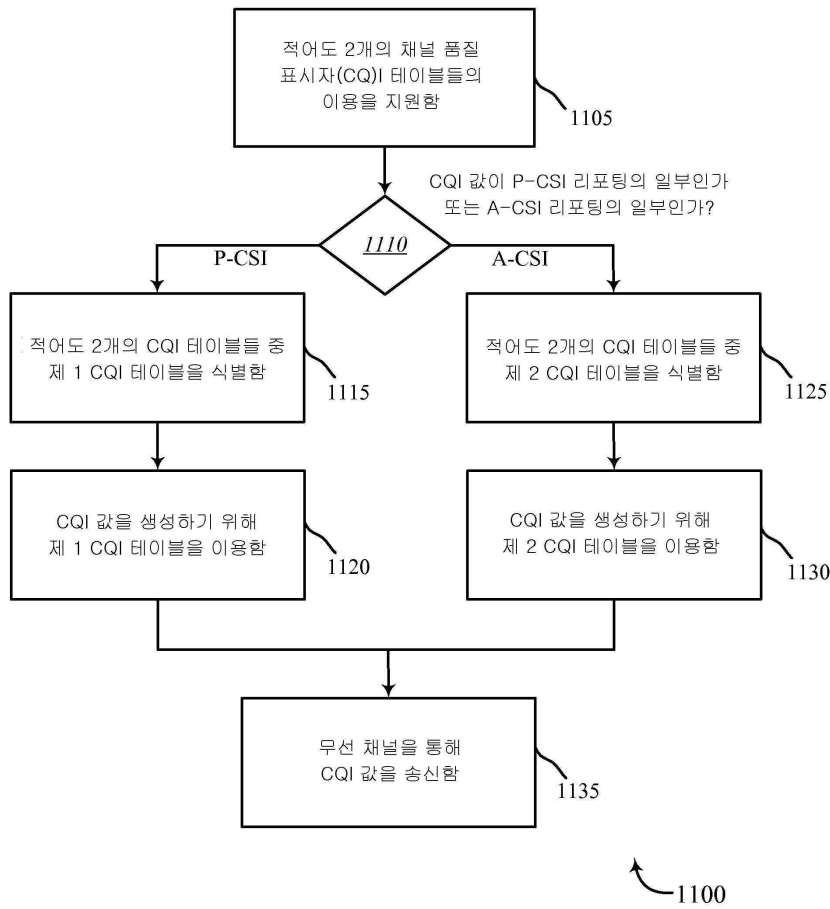 적어도 2개의 채널 품질
표시자(CQ)I 테이블들의
이용을 지원함
1105
CQI 값이 P-CSI 리포팅의 일부인가
또는 A-CSI 리포팅의 일부인가?
1110
P-CSI
A-CSI
적어도 2개의 CQI 테이블들 중
제 1 CQI 테이블을 식별함
1115
적어도 2개의 CQI 테이블들 중
제 2 CQI 테이블을 식별함
1125
CQI 값을 생성하기 위해
제 1 CQI 테이블을 이용함
1120
CQI 값을 생성하기 위해
제 2 CQI 테이블을 이용함
1130
무선 채널을 통해
CQI 값을 송신함
1135
1100